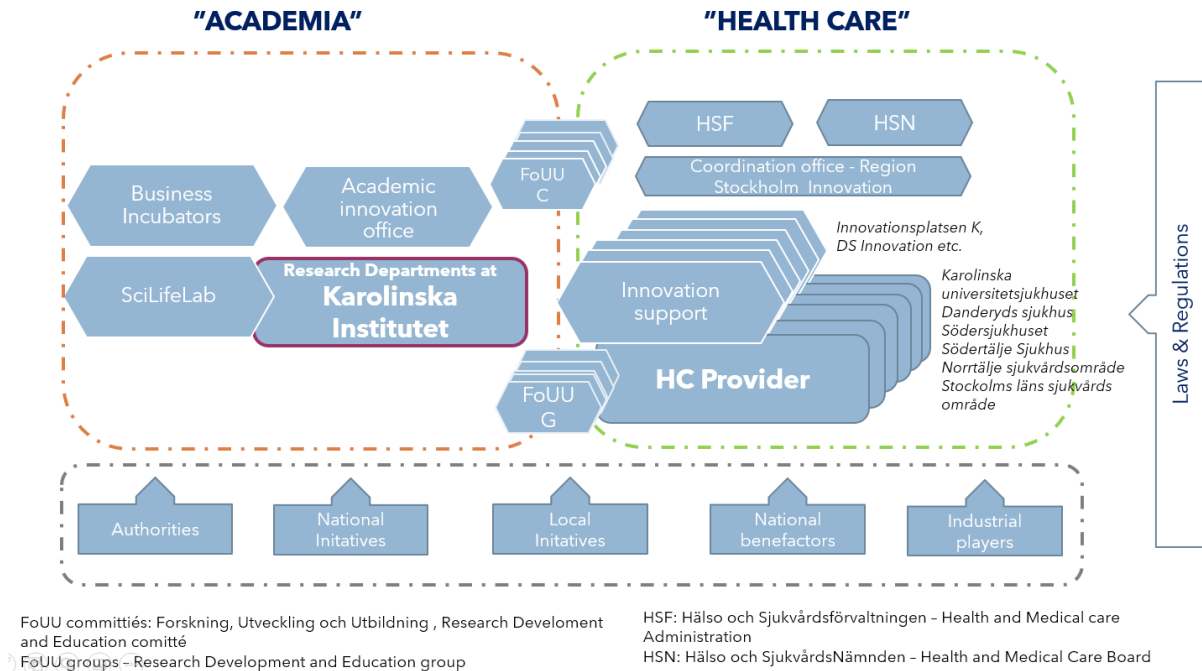 "ACADEMIA"
"HEALTH CARE"
HSF
HSN
Coordination office - Region
Stockholm Innovation
FoUU
C
Business
Incubators
Academic
innovation
office
Innovationsplatsen K,
DS Innovation etc.
SciLifeLab
Research Departments at
Karolinska
Institutet
Innovation
support
Karolinska
universitetsjukhuset
Danderyds sjukhus
Södersjukhuset
Södertälje Sjukhus
Norrtälje sjukvårdsområde
Stockolms läns sjukvårds
område
HC Provider
FoUU
G
Laws & Regulations
Authorities
National
Initatives
Local
Initatives
National
benefactors
Industrial
players
FoUU committiés: Forskning, Utveckling och Utbildning , Research Develoment
and Education comitté
FoUU groups – Research Development and Education group
HSF: Hälso och Sjukvårdsförvaltningen – Health and Medical care
Administration
HSN: Hälso och SjukvårdsNämnden – Health and Medical Care Board